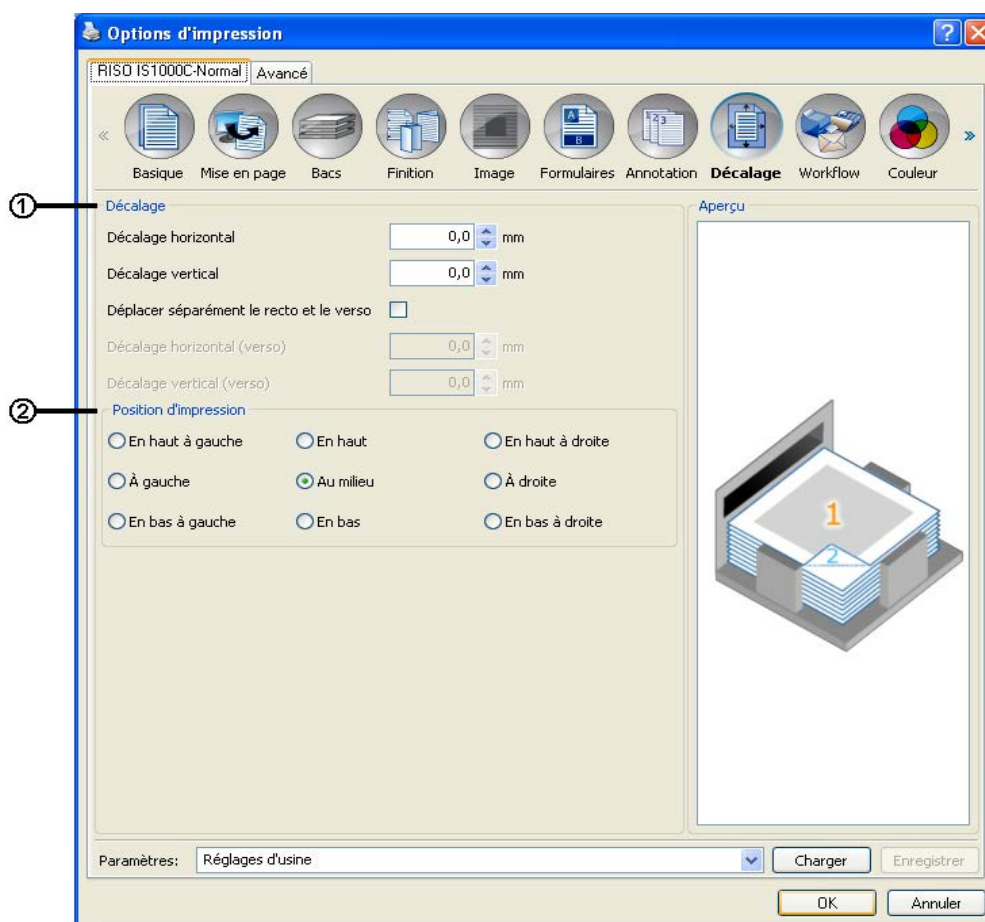 Options d'impression
RISO IS1000C-Normal Avancé
« Basique Mise en page Bacs Finition Image Formulaires Annotation Décalage Workflow Couleur »
A
B
1 2 3
① Décalage
Aperçu
Décalage horizontal 0,0 mm
Décalage vertical 0,0 mm
Déplacer séparément le recto et le verso
Décalage horizontal (verso) 0,0 mm
Décalage vertical (verso) 0,0 mm
② Position d'impression
En haut à gauche En haut En haut à droite
À gauche Au milieu À droite
En bas à gauche En bas En bas à droite
1
2
Paramètres: Réglages d'usine Charger Enregistrer
OK Annuler